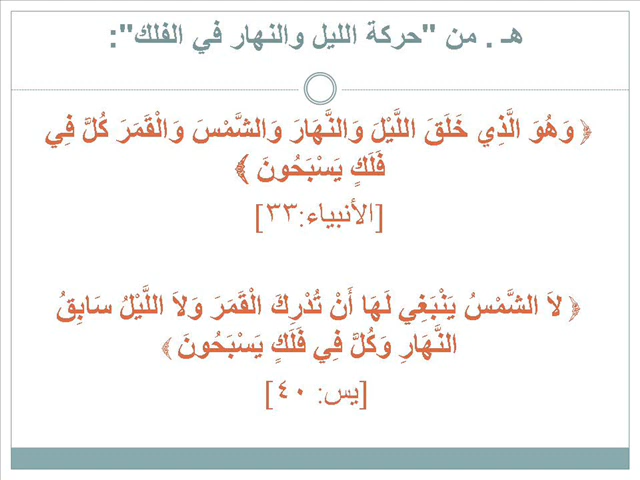 هـ . من "حركة الليل والنهار في الفلك":
﴿ وَهُوَ الَّذِي خَلَقَ اللَّيْلَ وَالنَّهَارَ وَالشَّمْسَ وَالْقَمَرَ كُلٌّ فِي
فَلَكٍ يَسْبَحُونَ ﴾
[الأنبياء:٣٣]
﴿ لاَ الشَّمْسُ يَنْبَغِي لَهَا أَنْ تُدْرِكَ الْقَمَرَ وَلاَ اللَّيْلُ سَابِقُ
النَّهَارِ وَكُلٌّ فِي فَلَكٍ يَسْبَحُونَ ﴾
[يس: ٤٠]